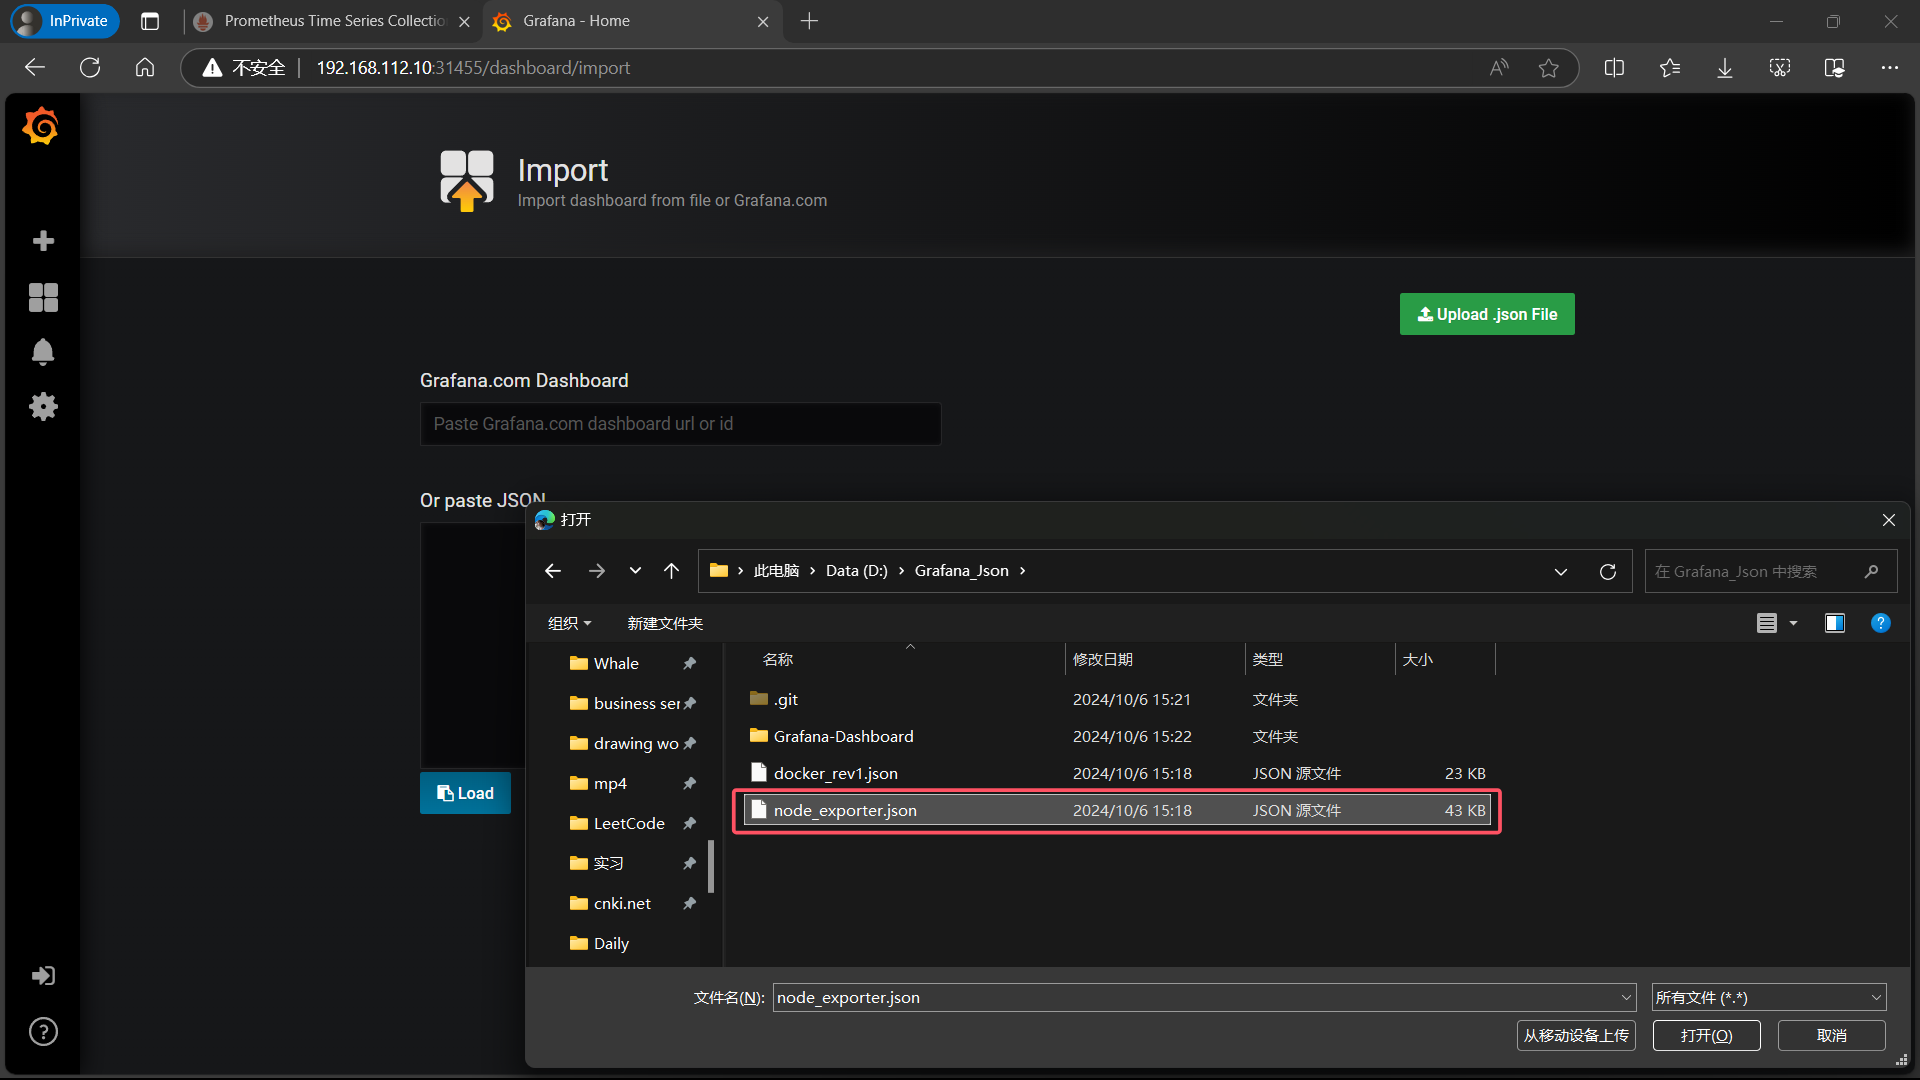 InPrivate
Prometheus Time Series Collectio
Grafana - Home
不安全
192.168.112.10:31455/dashboard/import
Import
Import dashboard from file or Grafana.com
Upload .json File
Grafana.com Dashboard
Paste Grafana.com dashboard url or id
Or paste JSON
Load
打开
此电脑 › Data (D:) › Grafana_Json ›
在 Grafana_Json 中搜索
组织
新建文件夹
Whale
business ser
drawing wo
mp4
LeetCode
实习
cnki.net
Daily
名称 修改日期 类型 大小
.git 2024/10/6 15:21 文件夹
Grafana-Dashboard 2024/10/6 15:22 文件夹
docker_rev1.json 2024/10/6 15:18 JSON 源文件 23 KB
node_exporter.json 2024/10/6 15:18 JSON 源文件 43 KB
文件名(N): node_exporter.json
所有文件 (*.*)
从移动设备上传 打开(O) 取消